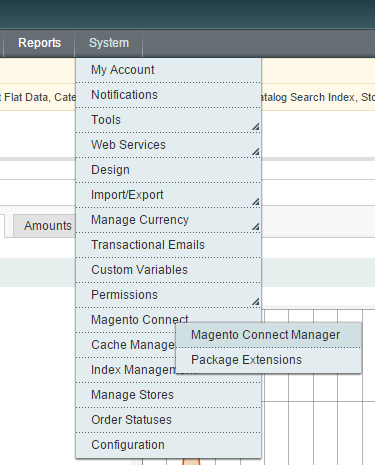 Reports System
My Account
Notifications
t Flat Data, Cate
atalog Search Index, Sto
Tools
Web Services
Design
Import/Export
Manage Currency
Amounts
Transactional Emails
Custom Variables
Permissions
Magento Connect
Magento Connect Manager
Cache Manage
Package Extensions
Index Managem
Manage Stores
Order Statuses
Configuration